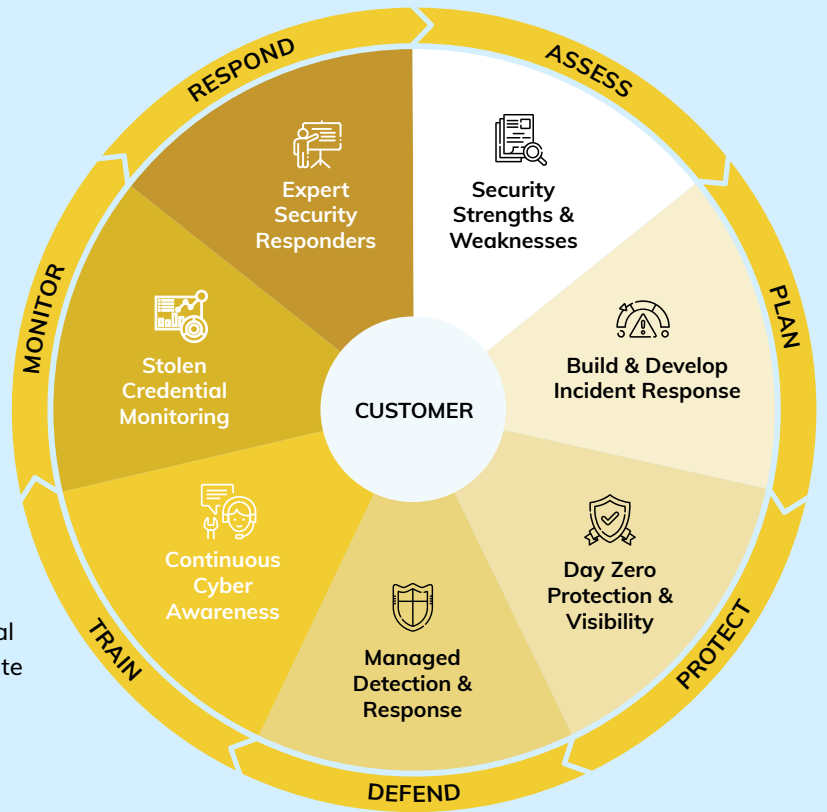 RESPOND
ASSESS
Expert
Security
Responders
Security
Strengths &
Weaknesses
MONITOR
PLAN
Stolen
Credential
Monitoring
Build & Develop
Incident Response
CUSTOMER
Continuous
Cyber
Awareness
Day Zero
Protection &
Visibility
al
te
TRAIN
Managed
Detection &
Response
PROTECT
DEFEND